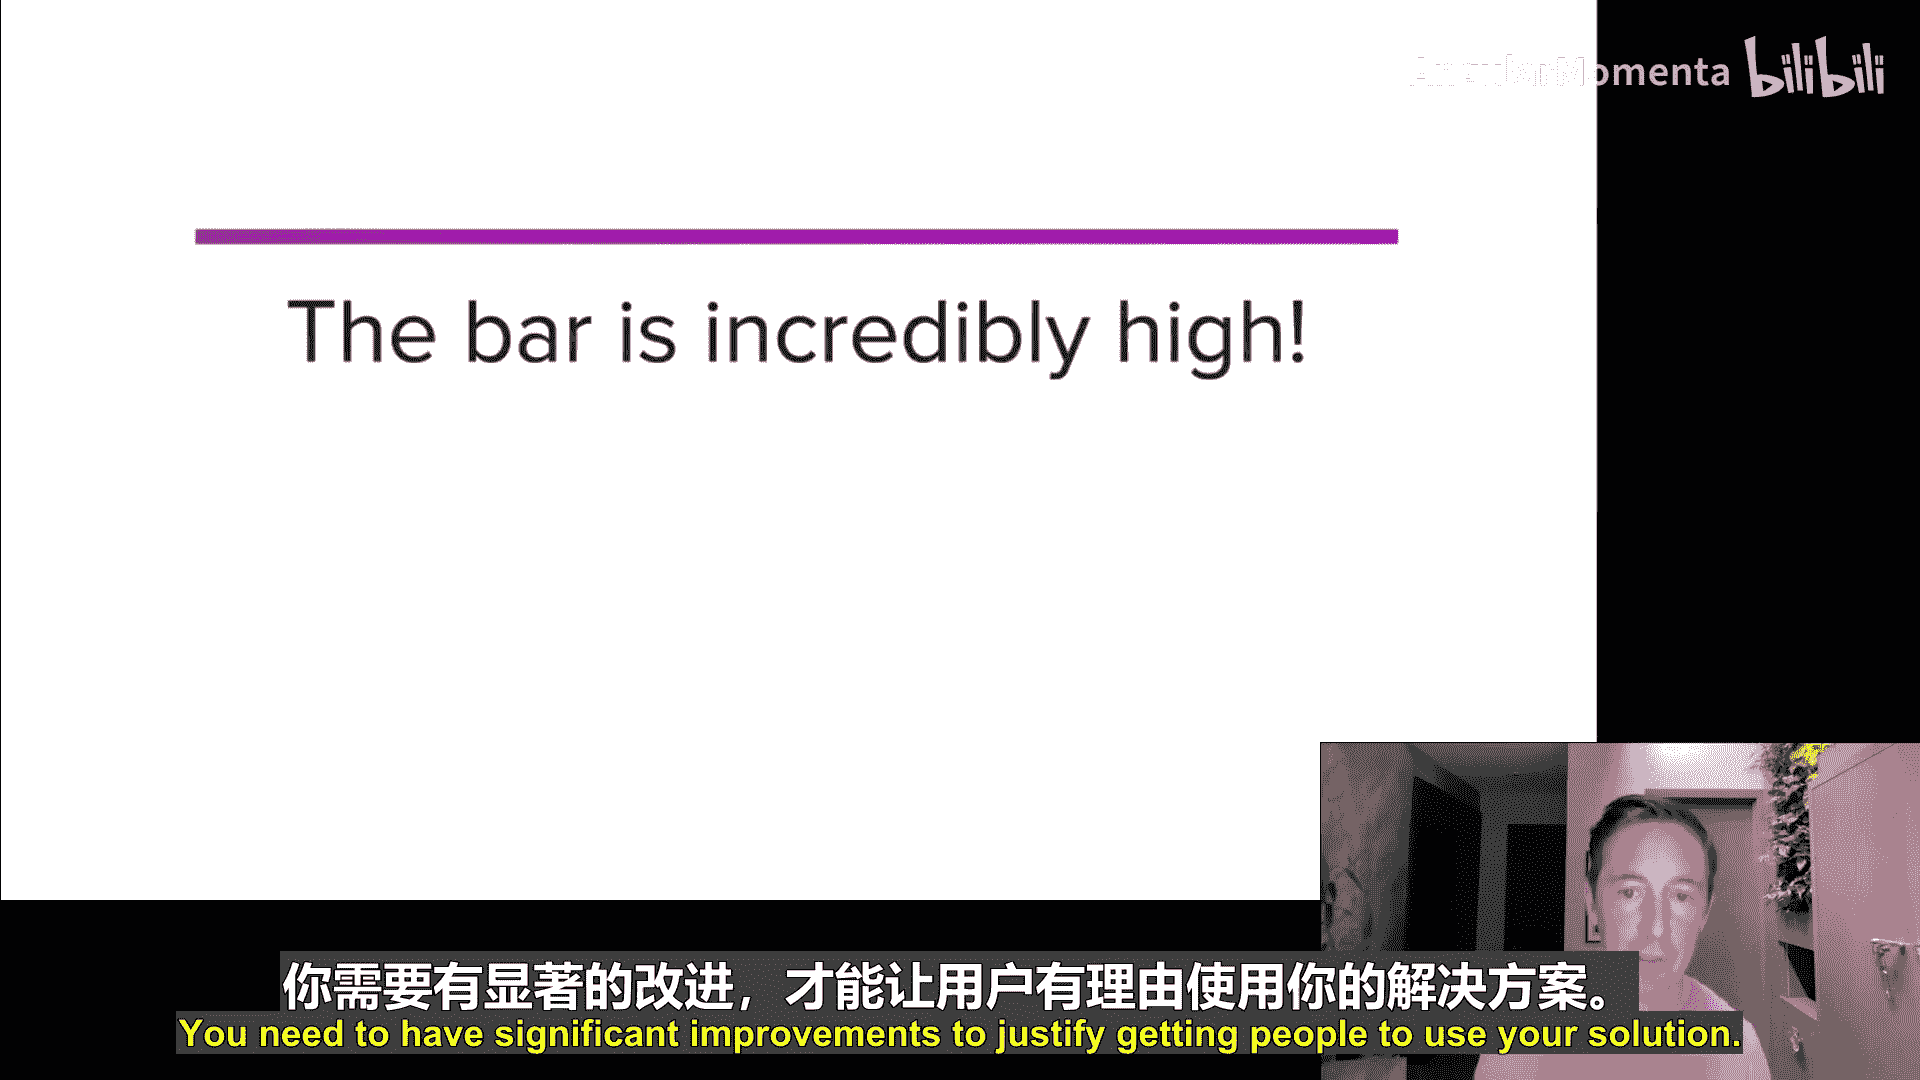 Momenta bilibili
The bar is incredibly high!
你需要有显著的改进，才能让用户有理由使用你的解决方案。
You need to have significant improvements to justify getting people to use your solution.